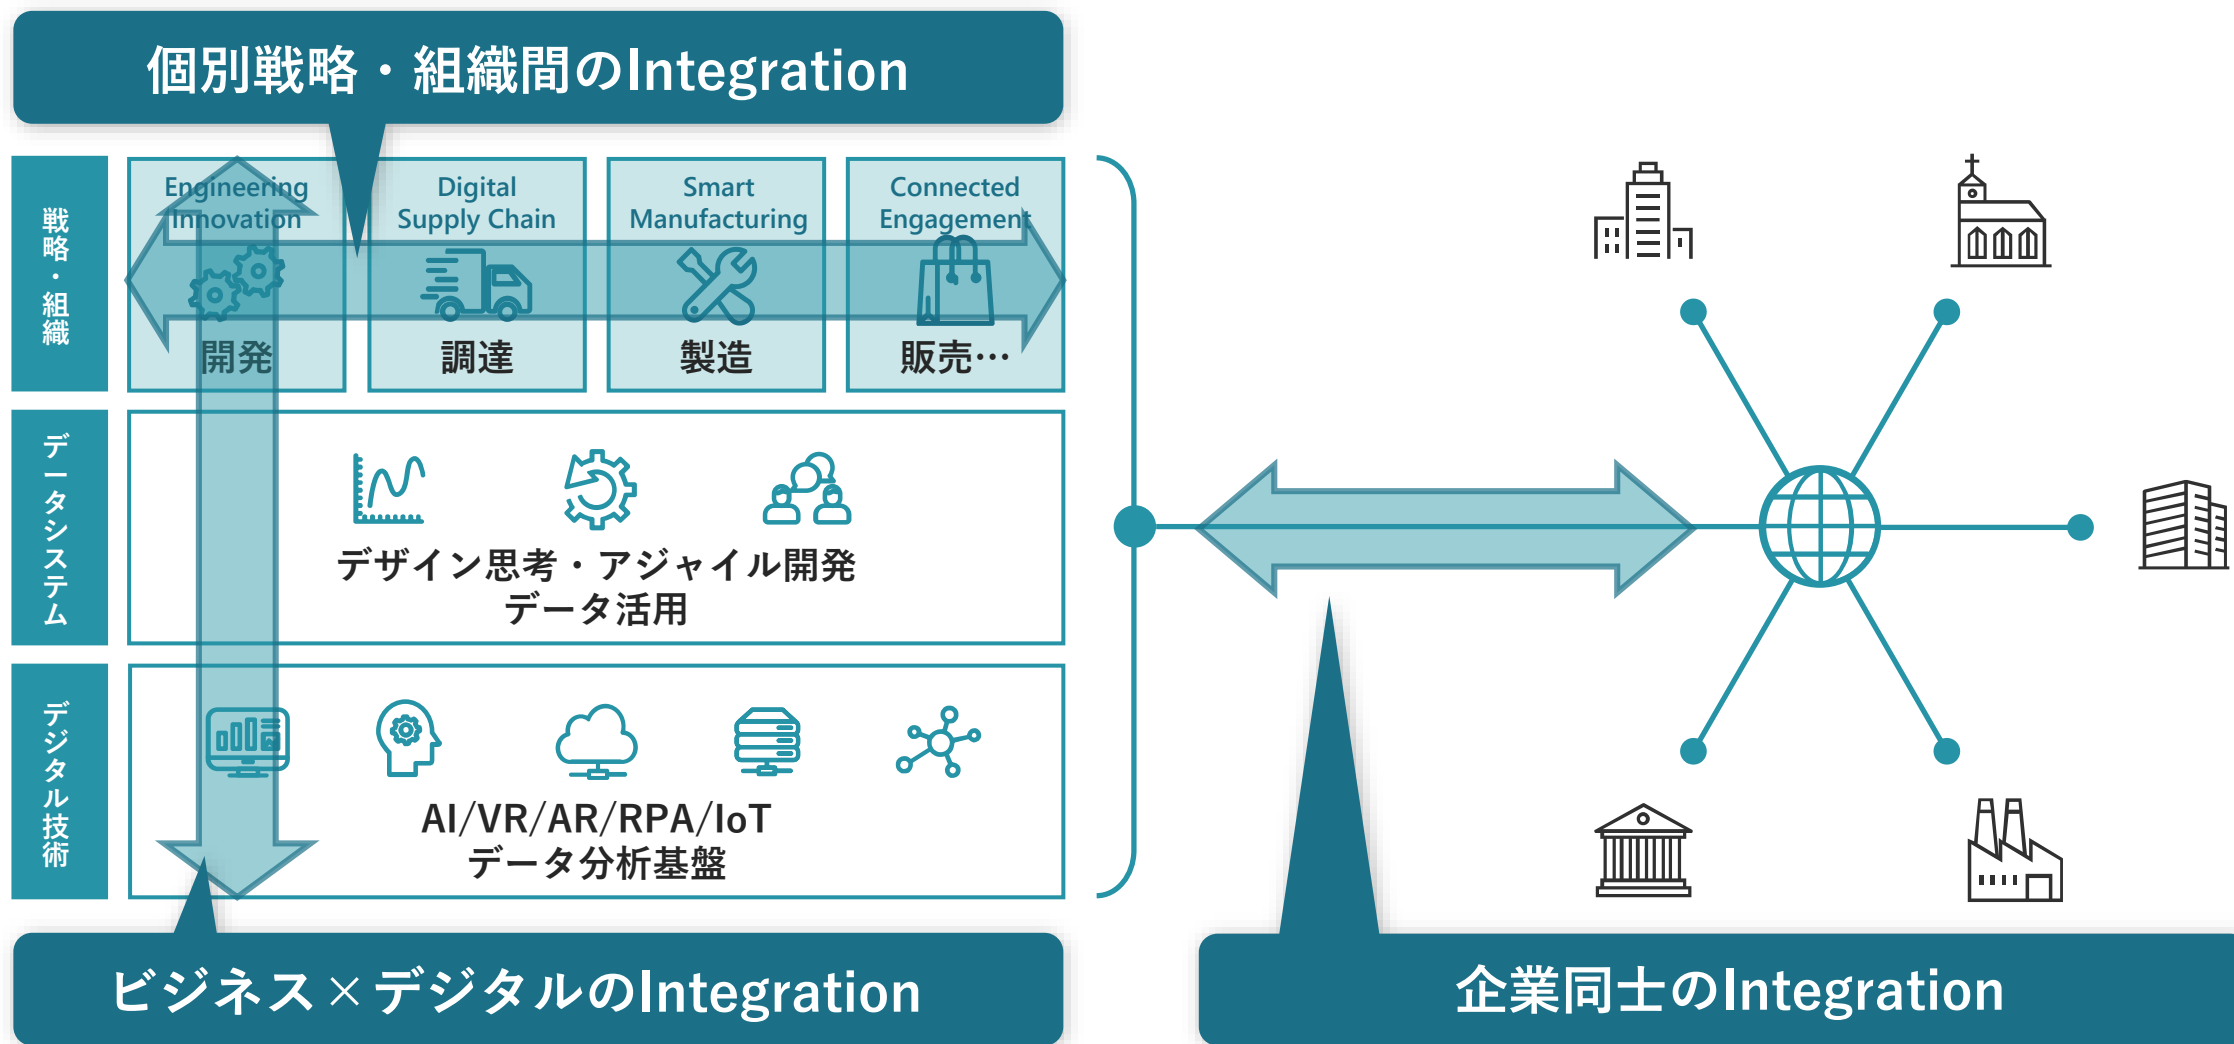 個別戦略・組織間のIntegration
戦略・組織
Engineering
Innovation
開発
Digital
Supply Chain
調達
Smart
Manufacturing
製造
Connected
Engagement
販売…
データシステム
デザイン思考・アジャイル開発
データ活用
デジタル技術
AI/VR/AR/RPA/IoT
データ分析基盤
ビジネス×デジタルのIntegration
企業同士のIntegration